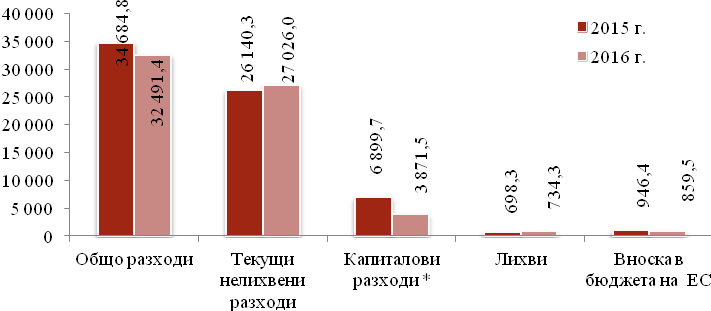 40 000
35 000
30 000
25 000
20 000
15 000
10 000
5 000
0
34 684,8
32 491,4
26 140,3
27 026,0
6 899,7
3 871,5
698,3
734,3
946,4
859,5
2015 г.
2016 г.
Общо разходи
Текущи
нелихвени
разходи
Капиталови
разходи *
Лихви
Вноска в
бюджета на ЕС